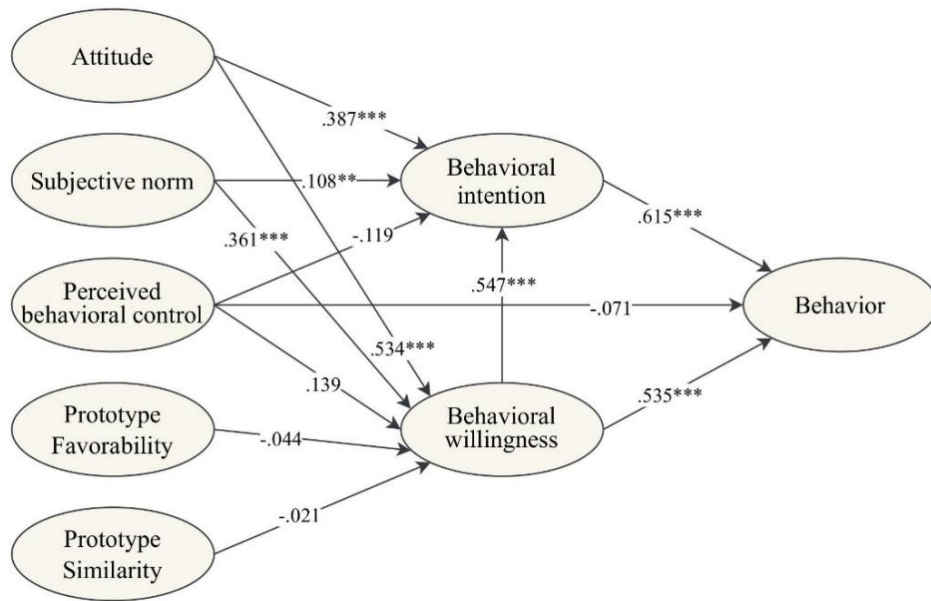 Attitude
.387***
Subjective norm
.108**
Behavioral
intention
.361***
-.119
.615***
Perceived
behavioral control
.547***
-.071
Behavior
.534***
.139
Prototype
Favorability
-.044
Behavioral
willingness
.535***
-.021
Prototype
Similarity